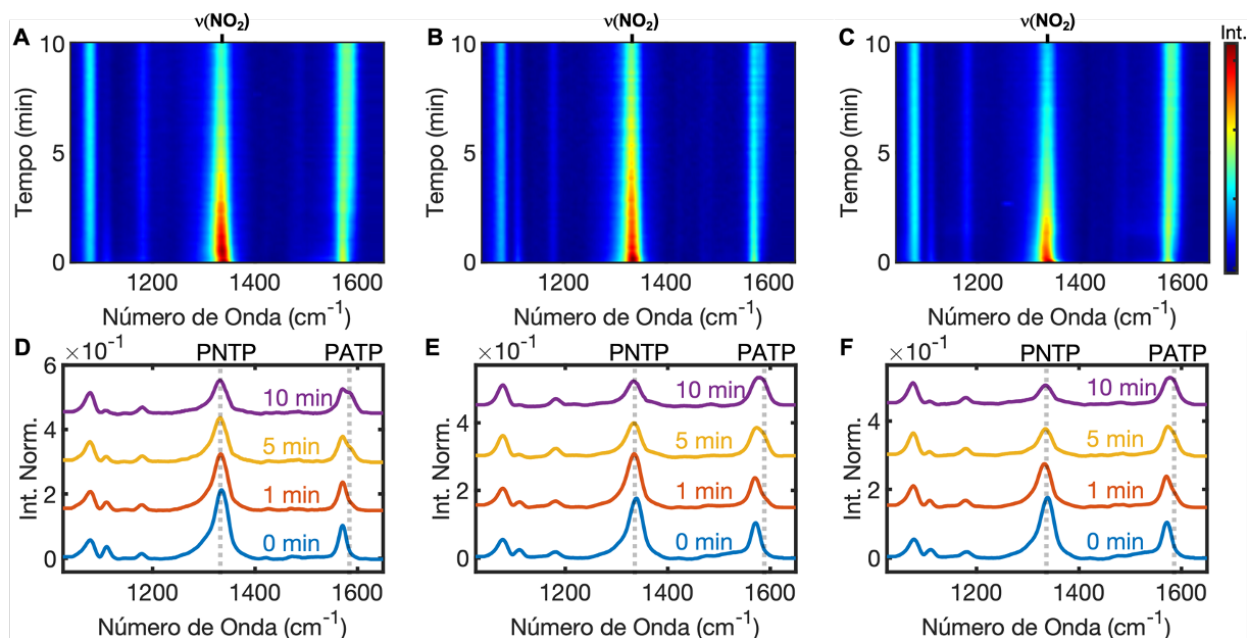 ν(NO₂)
ν(NO₂)
ν(NO₂)
A
B
C
Int.
10
5
0
10
5
0
10
5
0
Tempo (min)
Tempo (min)
Tempo (min)
1200 1400 1600
1200 1400 1600
1200 1400 1600
Número de Onda (cm⁻¹)
Número de Onda (cm⁻¹)
Número de Onda (cm⁻¹)
D ×10⁻¹ PNTP PATP
E ×10⁻¹ PNTP PATP
F ×10⁻¹ PNTP PATP
6
4
2
0
Int. Norm.
10 min
5 min
1 min
0 min
4
2
0
Int. Norm.
10 min
5 min
1 min
0 min
4
2
0
Int. Norm.
10 min
5 min
1 min
0 min
1200 1400 1600
1200 1400 1600
1200 1400 1600
Número de Onda (cm⁻¹)
Número de Onda (cm⁻¹)
Número de Onda (cm⁻¹)